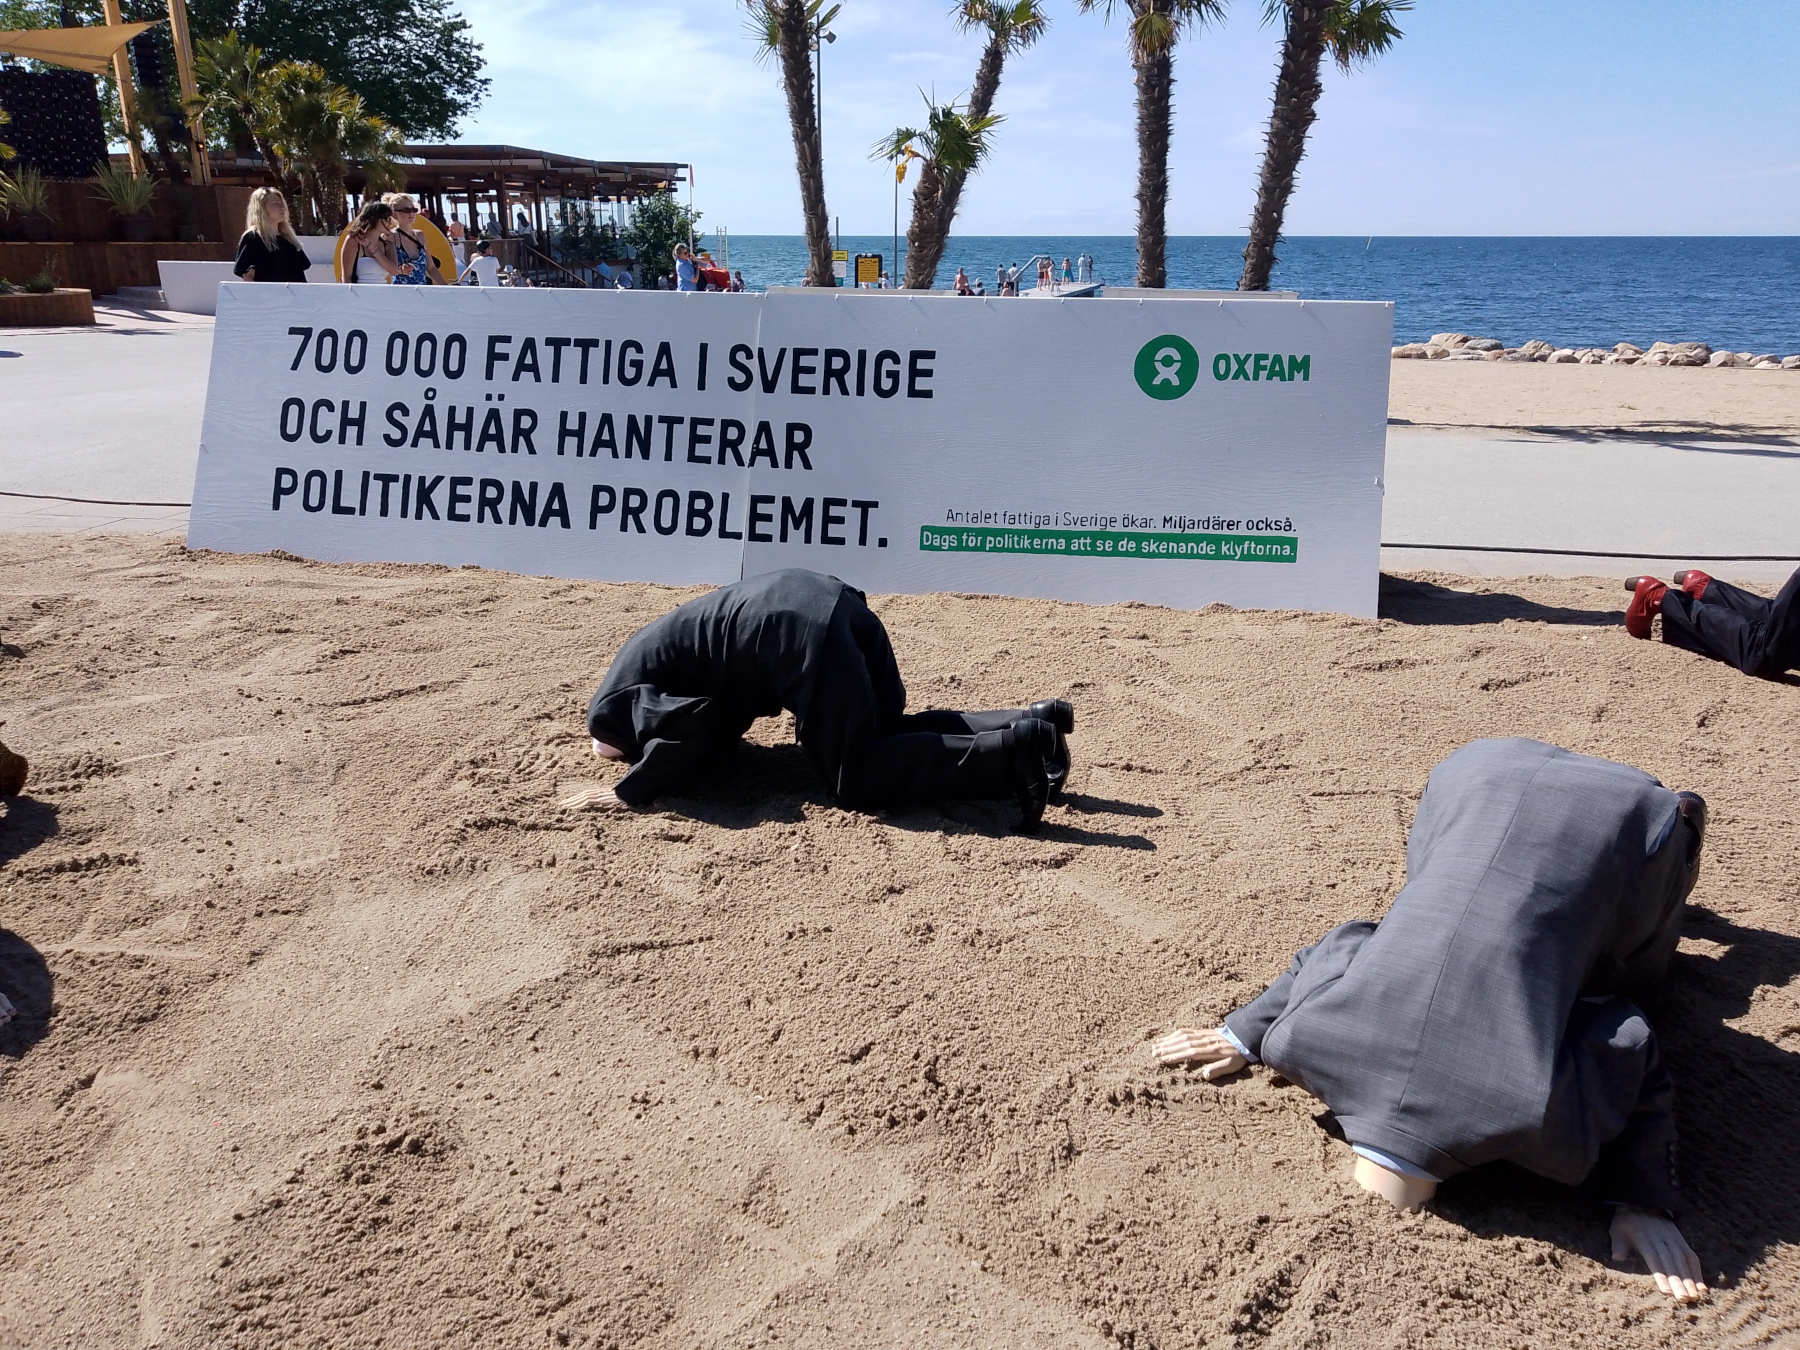 700 000 FATTIGA I SVERIGE
OCH SÅHÄR HANTERAR
POLITIKERNA PROBLEMET.
OXFAM
Antalet fattiga i Sverige ökar. Miljardärer också.
Dags för politikerna att se de skenande klyftorna.